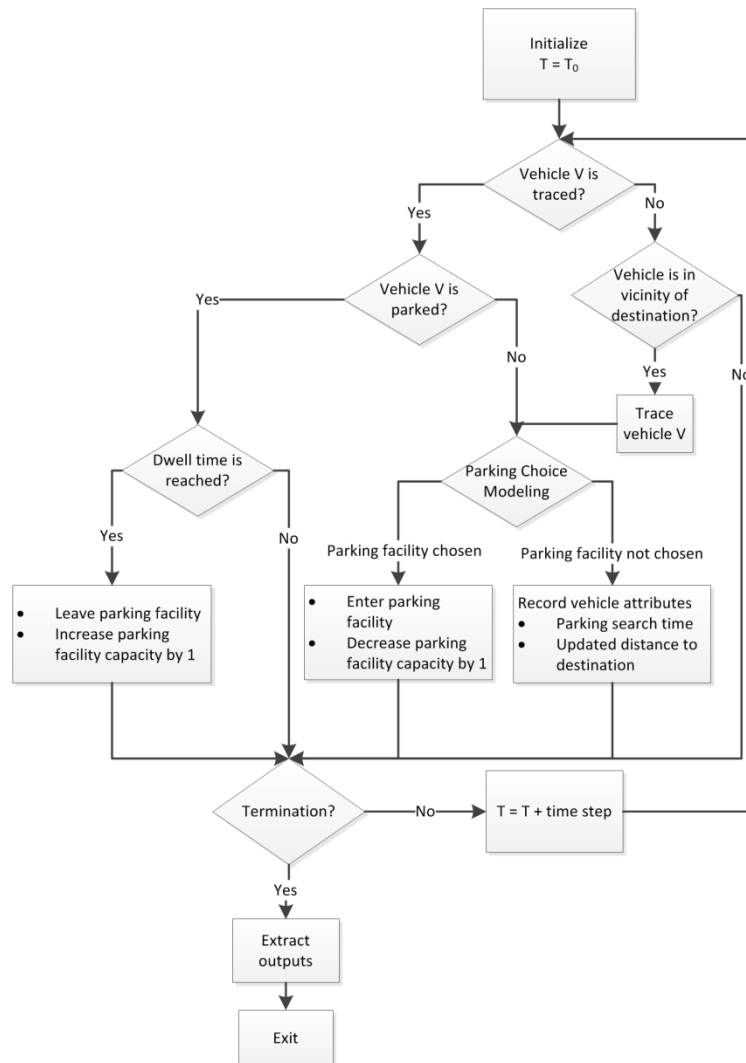 Initialize
T = T₀
Vehicle V is
traced?
Yes
No
Vehicle V is
parked?
Vehicle is in
vicinity of
destination?
Yes
No
Yes
No
Trace
vehicle V
Dwell time is
reached?
Parking Choice
Modeling
Yes
No
Parking facility chosen
Parking facility not chosen
• Leave parking facility
• Increase parking
facility capacity by 1
• Enter parking
facility
• Decrease parking
facility capacity by 1
Record vehicle attributes
• Parking search time
• Updated distance to
destination
Termination?
No
T = T + time step
Yes
Extract
outputs
Exit